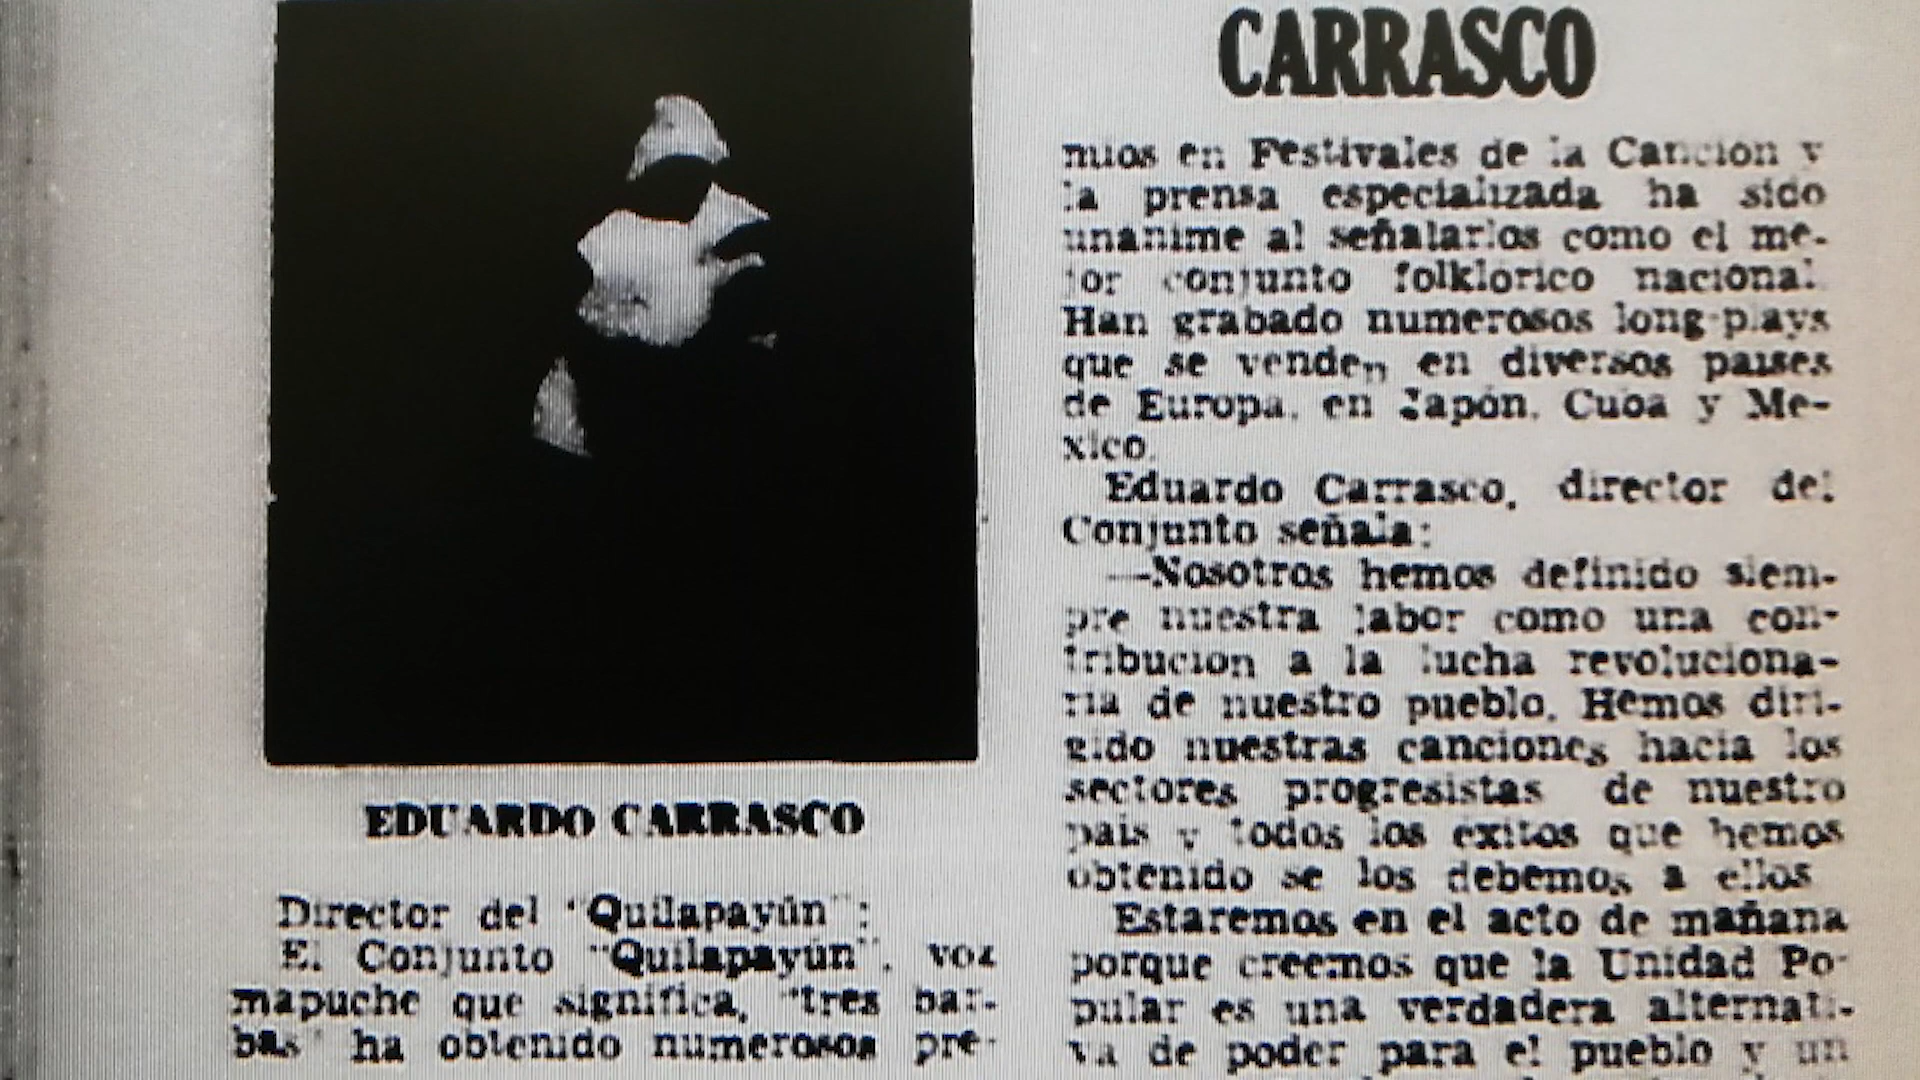 CARRASCO
EDUARDO CARRASCO
Director del "Quilapayún":
El Conjunto "Quilapayún", voz
mapuche que significa, "tres bar-
bas" ha obtenido numerosos pre-
mios en Festivales de la Canción y
la prensa especializada ha sido
unánime al señalarlos como el me-
jor conjunto folklórico nacional.
Han grabado numerosos long-plays
que se venden en diversos países
de Europa, en Japón, Cuba y Mé-
xico.
Eduardo Carrasco, director del
Conjunto señala:
—Nosotros hemos definido siem-
pre nuestra labor como una con-
tribución a la lucha revoluciona-
ria de nuestro pueblo. Hemos diri-
gido nuestras canciones hacia los
sectores progresistas de nuestro
país y todos los éxitos que hemos
obtenido se los debemos a ellos
Estaremos en el acto de mañana
porque creemos que la Unidad Po-
pular es una verdadera alternati-
va de poder para el pueblo y un